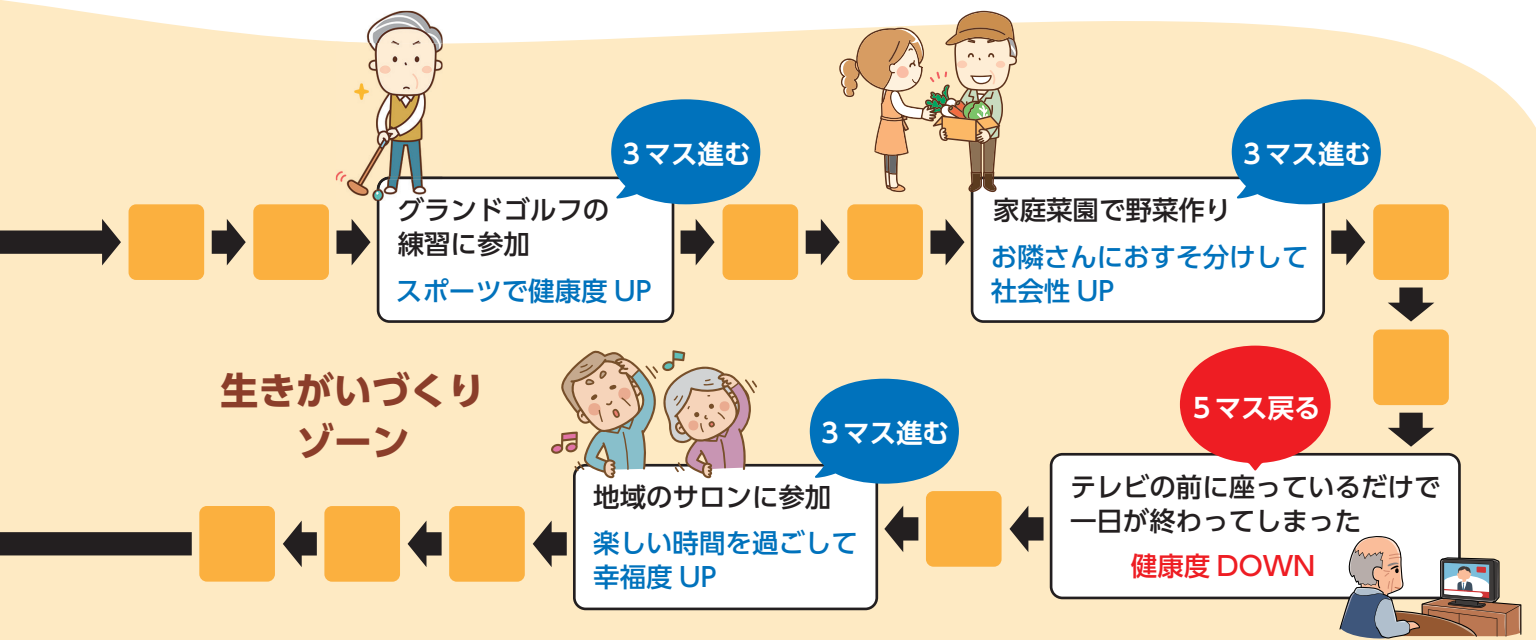 3マス進む
グランドゴルフの
練習に参加
スポーツで健康度 UP
3マス進む
家庭菜園で野菜作り
お隣さんにおすそ分けして
社会性 UP
5マス戻る
テレビの前に座っているだけで
一日が終わってしまった
健康度 DOWN
3マス進む
地域のサロンに参加
楽しい時間を過ごして
幸福度 UP
生きがいづくり
ゾーン